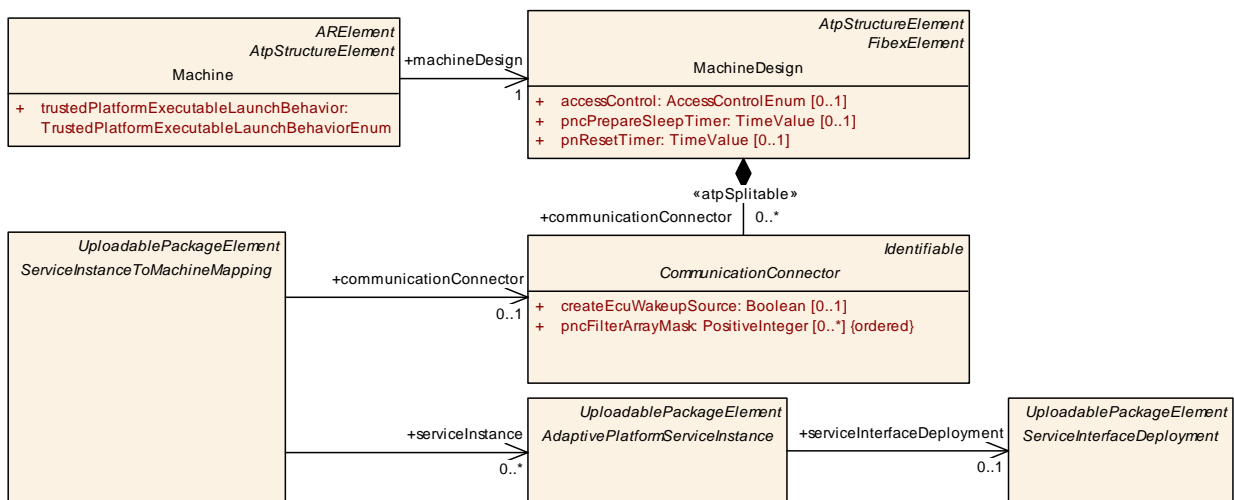 ARElement
AtpStructureElement
Machine
+ trustedPlatformExecutableLaunchBehavior:
TrustedPlatformExecutableLaunchBehaviorEnum
+machineDesign
1
AtpStructureElement
FibexElement
MachineDesign
+ accessControl: AccessControlEnum [0..1]
+ pncPrepareSleepTimer: TimeValue [0..1]
+ pnResetTimer: TimeValue [0..1]
«atpSplitable»
+communicationConnector 0..*
UploadablePackageElement
ServiceInstanceToMachineMapping
+communicationConnector
0..1
Identifiable
CommunicationConnector
+ createEcuWakeupSource: Boolean [0..1]
+ pncFilterArrayMask: PositiveInteger [0..*] {ordered}
+serviceInstance
0..*
UploadablePackageElement
AdaptivePlatformServiceInstance
+serviceInterfaceDeployment
0..1
UploadablePackageElement
ServiceInterfaceDeployment